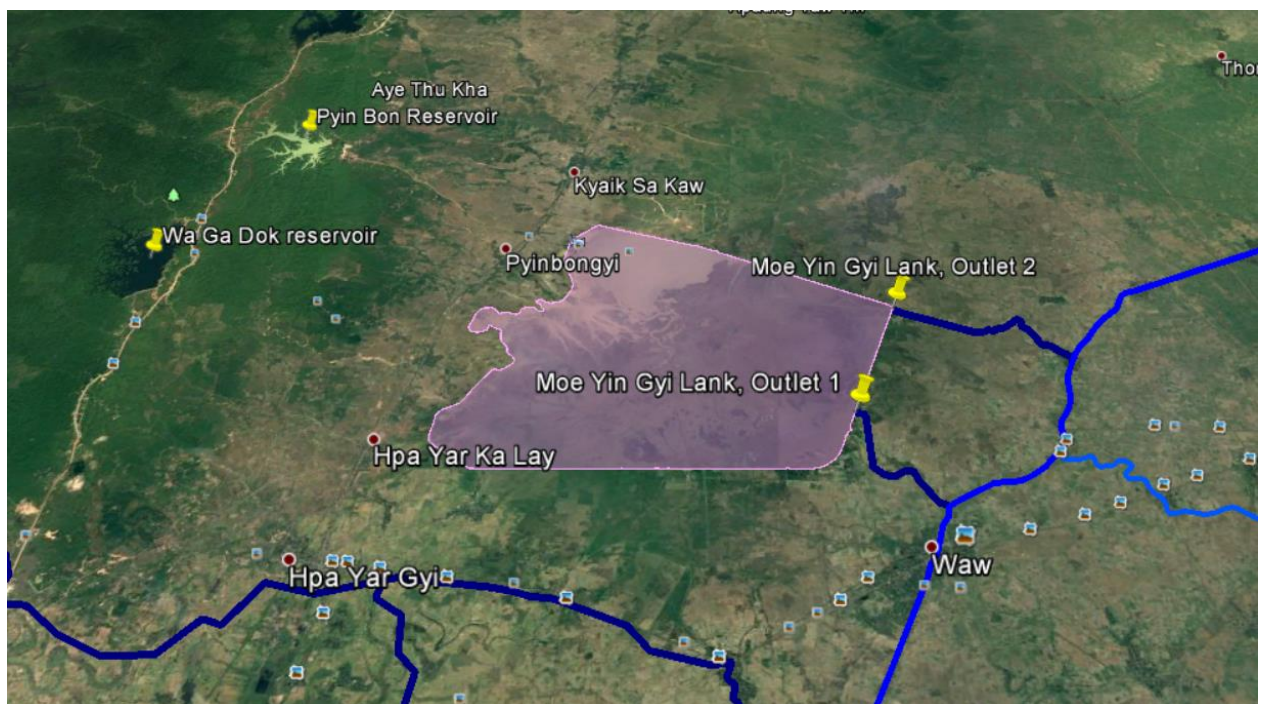 Aye Thu Kha
Pyin Bon Reservoir
Kyaik Sa Kaw
Wa Ga Dok reservoir
Pyinbongyi
Moe Yin Gyi Lank, Outlet 2
Moe Yin Gyi Lank, Outlet 1
Hpa Yar Ka Lay
Waw
Hpa Yar Gyi